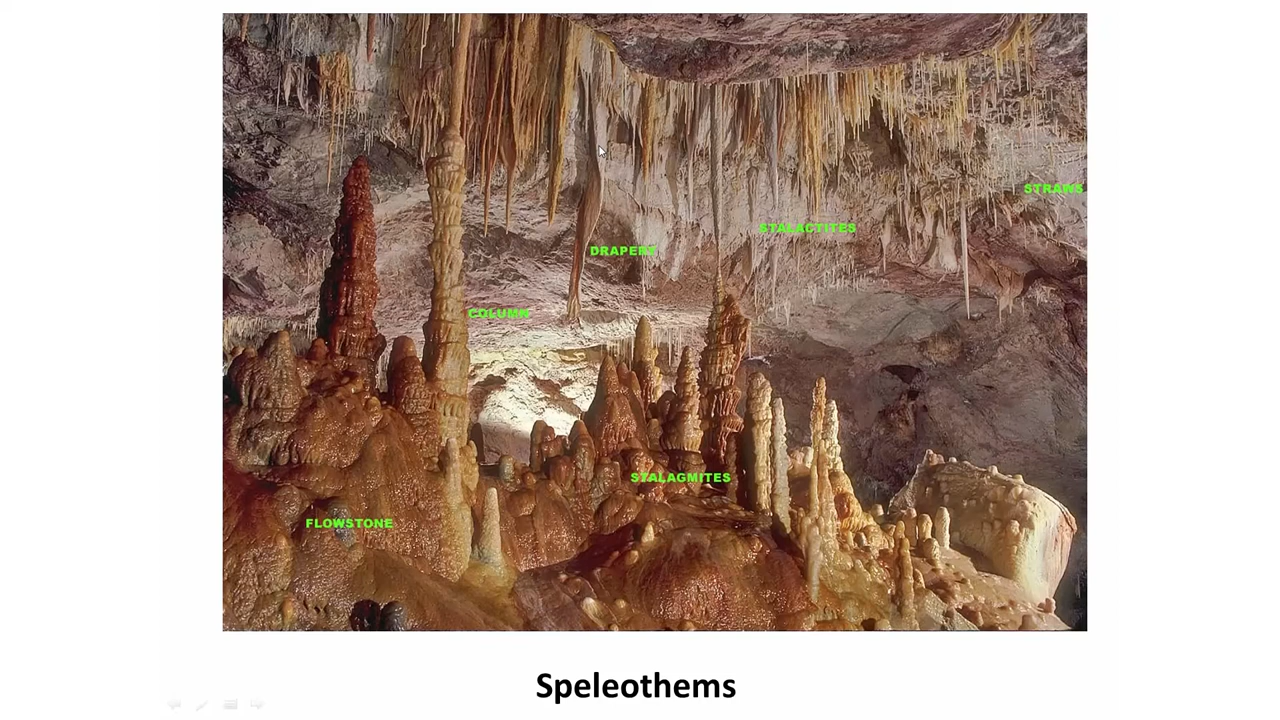 STRAWS
STALACTITES
DRAPERY
COLUMN
STALAGMITES
FLOWSTONE
Speleothems